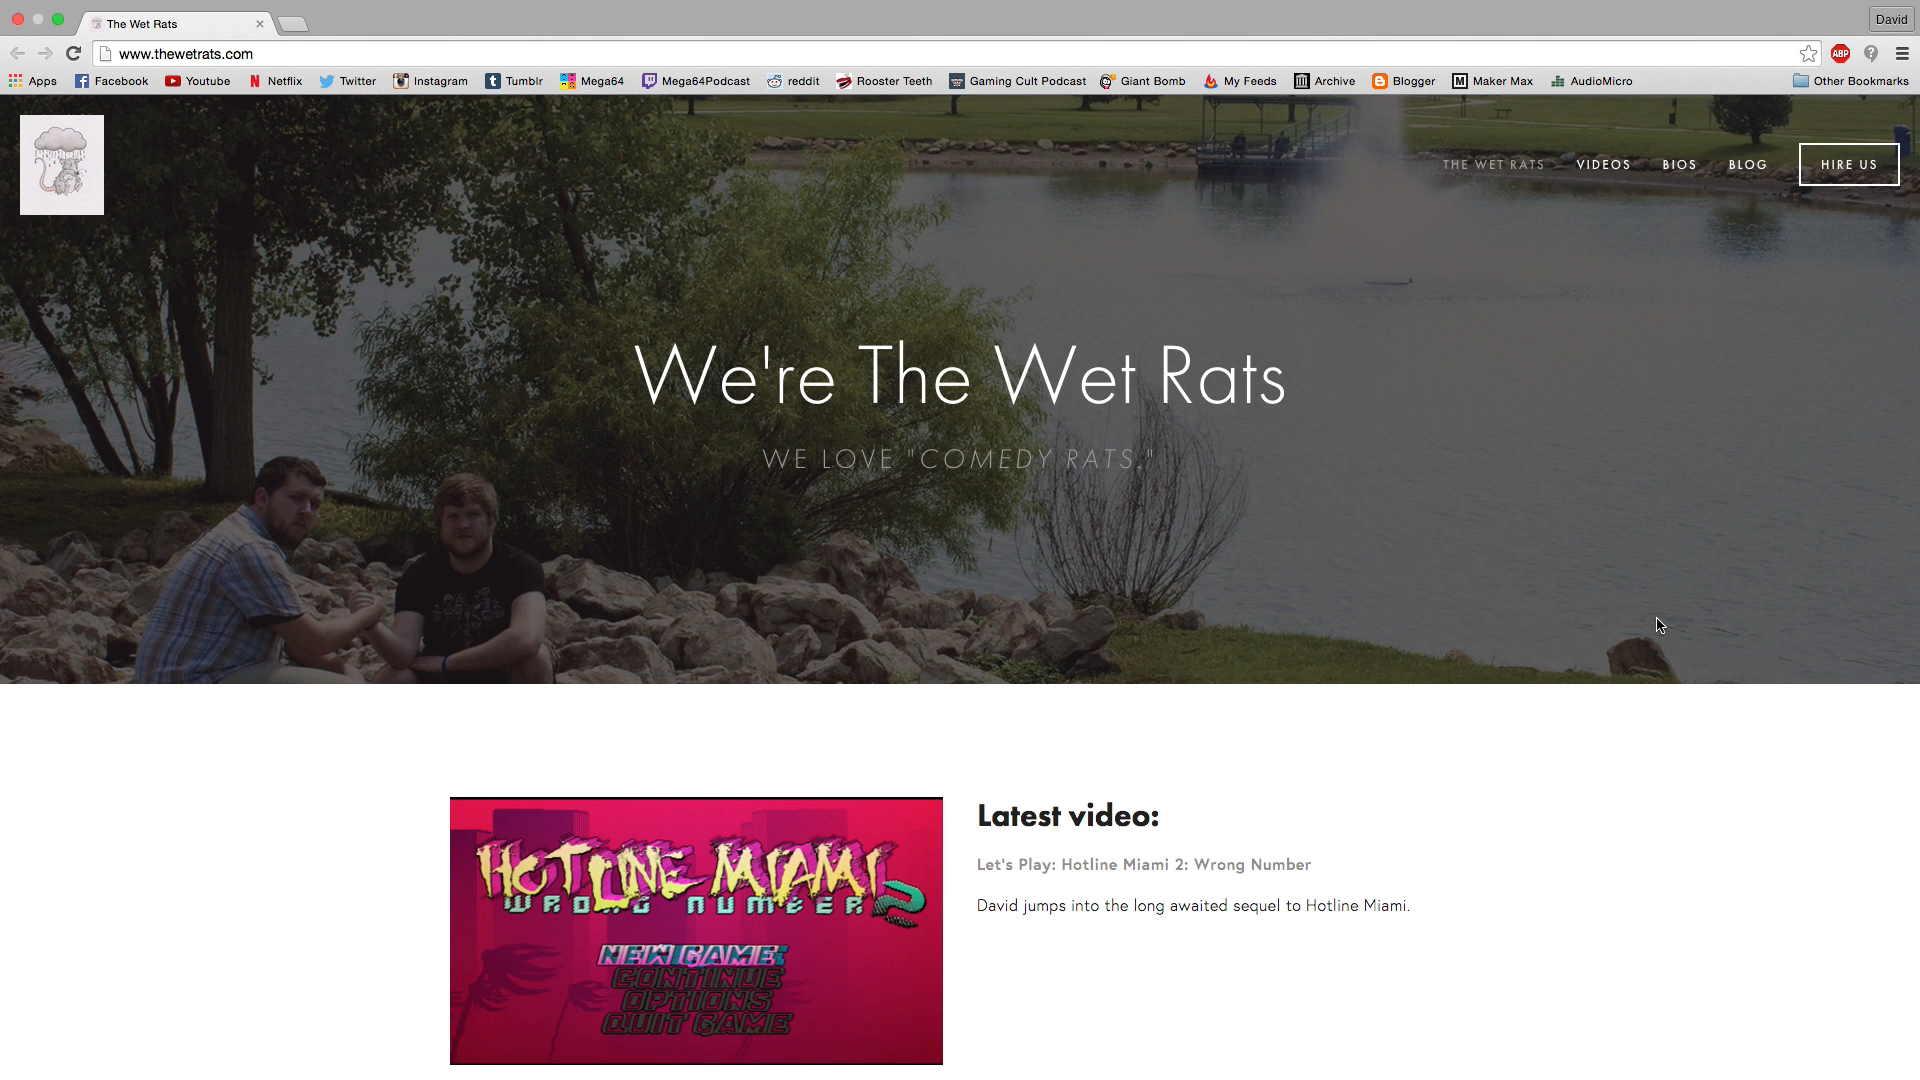 The Wet Rats
David
www.thewetrats.com
ABP
Apps Facebook Youtube Netflix Twitter Instagram Tumblr Mega64 Mega64Podcast reddit Rooster Teeth Gaming Cult Podcast Giant Bomb My Feeds Archive Blogger Maker Max AudioMicro Other Bookmarks
THE WET RATS VIDEOS BIOS BLOG HIRE US
We're The Wet Rats
WE LOVE "COMEDY RATS."
HOTLINE MIAMI 2
WRONG NUMBER
NEW GAME
CONTINUE
OPTIONS
QUIT GAME
Latest video:
Let's Play: Hotline Miami 2: Wrong Number
David jumps into the long awaited sequel to Hotline Miami.